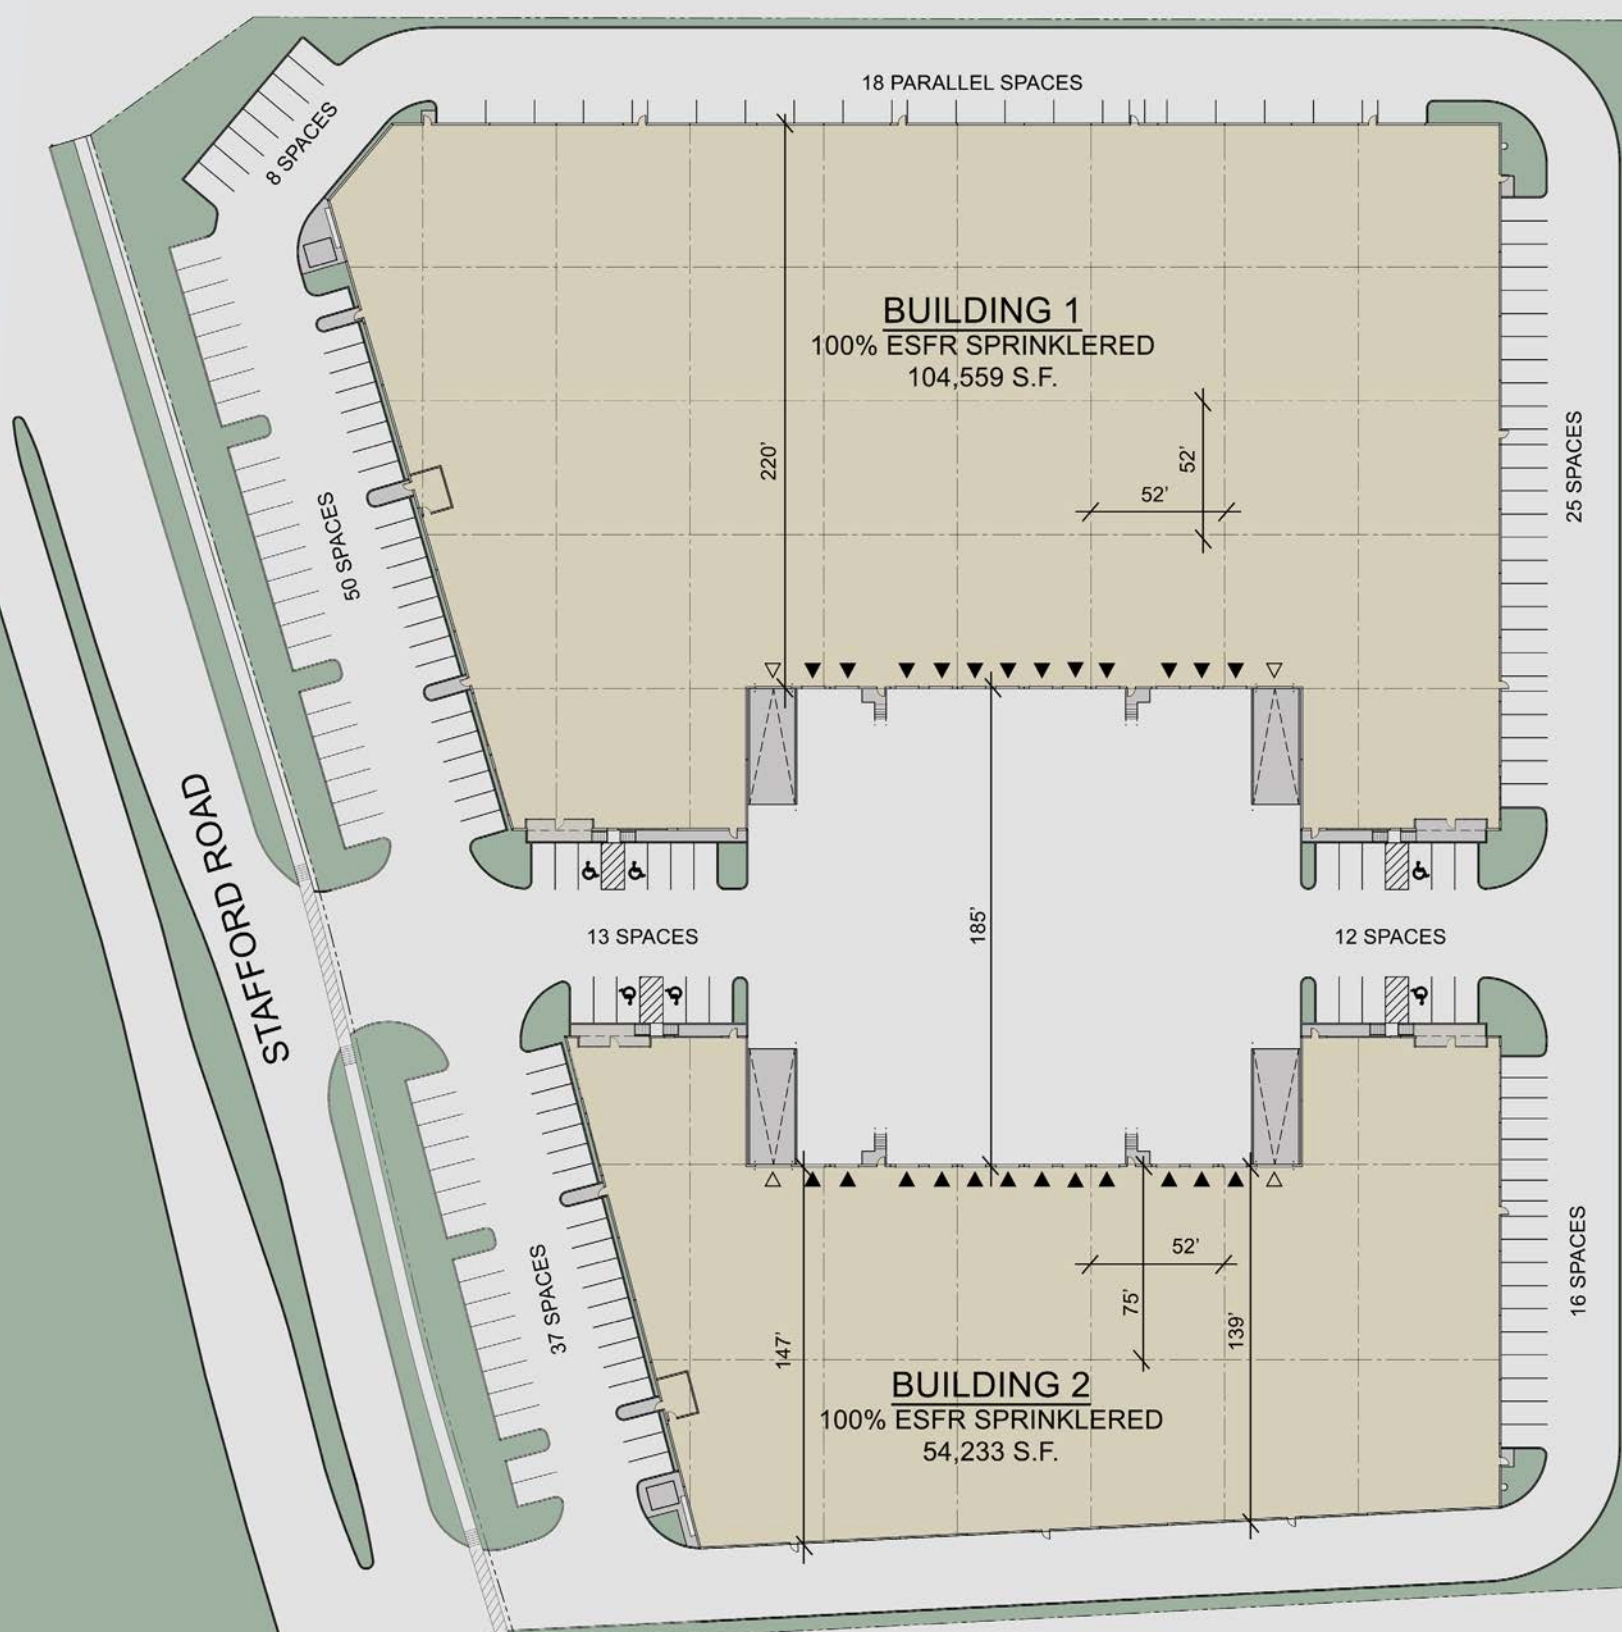 18 PARALLEL SPACES
8 SPACES
BUILDING 1
100% ESFR SPRINKLERED
104,559 S.F.
220'
52'
52'
25 SPACES
50 SPACES
STAFFORD ROAD
185'
13 SPACES
12 SPACES
37 SPACES
52'
75'
147'
139'
16 SPACES
BUILDING 2
100% ESFR SPRINKLERED
54,233 S.F.